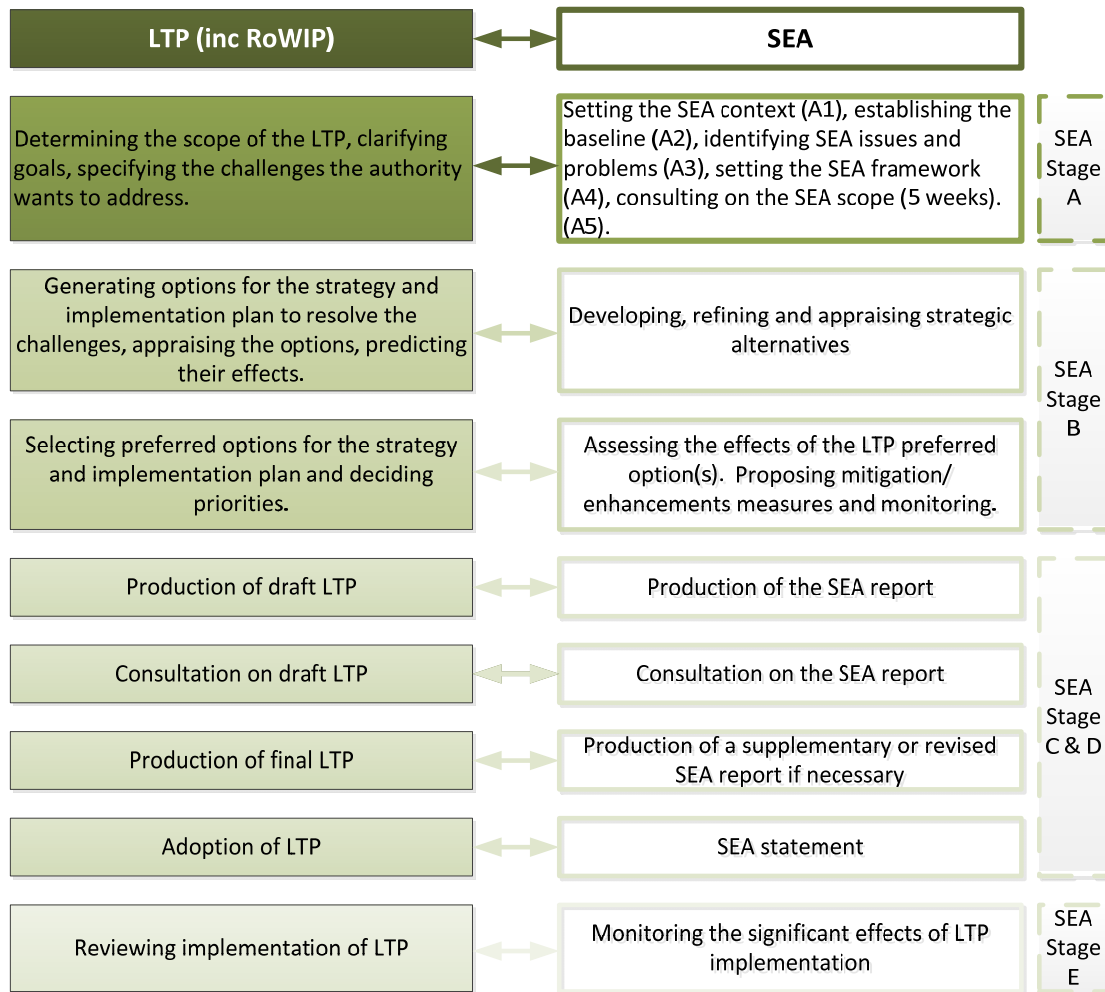 LTP (inc RoWIP)
SEA
Determining the scope of the LTP, clarifying
goals, specifying the challenges the authority
wants to address.
Setting the SEA context (A1), establishing the
baseline (A2), identifying SEA issues and
problems (A3), setting the SEA framework
(A4), consulting on the SEA scope (5 weeks).
(A5).
SEA
Stage
A
Generating options for the strategy and
implementation plan to resolve the
challenges, appraising the options, predicting
their effects.
Developing, refining and appraising strategic
alternatives
SEA
Stage
B
Selecting preferred options for the strategy
and implementation plan and deciding
priorities.
Assessing the effects of the LTP preferred
option(s).  Proposing mitigation/
enhancements measures and monitoring.
Production of draft LTP
Production of the SEA report
Consultation on draft LTP
Consultation on the SEA report
SEA
Stage
C & D
Production of final LTP
Production of a supplementary or revised
SEA report if necessary
Adoption of LTP
SEA statement
Reviewing implementation of LTP
Monitoring the significant effects of LTP
implementation
SEA
Stage
E